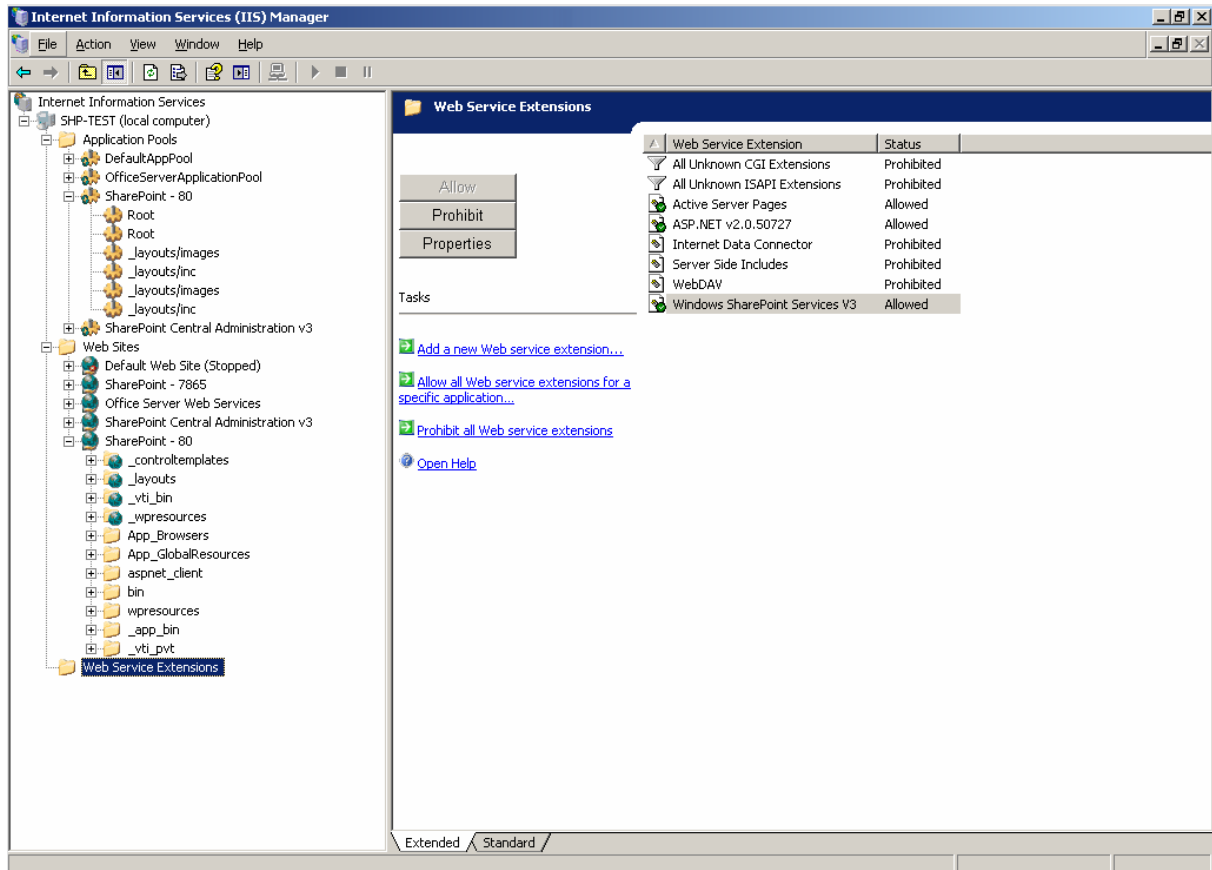 Internet Information Services (IIS) Manager
File Action View Window Help
Internet Information Services
SHP-TEST (local computer)
Application Pools
DefaultAppPool
OfficeServerApplicationPool
SharePoint - 80
Root
Root
_layouts/images
_layouts/inc
_layouts/images
_layouts/inc
SharePoint Central Administration v3
Web Sites
Default Web Site (Stopped)
SharePoint - 7865
Office Server Web Services
SharePoint Central Administration v3
SharePoint - 80
_controltemplates
_layouts
_vti_bin
_wpresources
App_Browsers
App_GlobalResources
aspnet_client
bin
wpresources
_app_bin
_vti_pvt
Web Service Extensions
Web Service Extensions
Allow
Prohibit
Properties
Tasks
Add a new Web service extension...
Allow all Web service extensions for a
specific application...
Prohibit all Web service extensions
Open Help
Web Service Extension Status
All Unknown CGI Extensions Prohibited
All Unknown ISAPI Extensions Prohibited
Active Server Pages Allowed
ASP.NET v2.0.50727 Allowed
Internet Data Connector Prohibited
Server Side Includes Prohibited
WebDAV Prohibited
Windows SharePoint Services V3 Allowed
Extended Standard